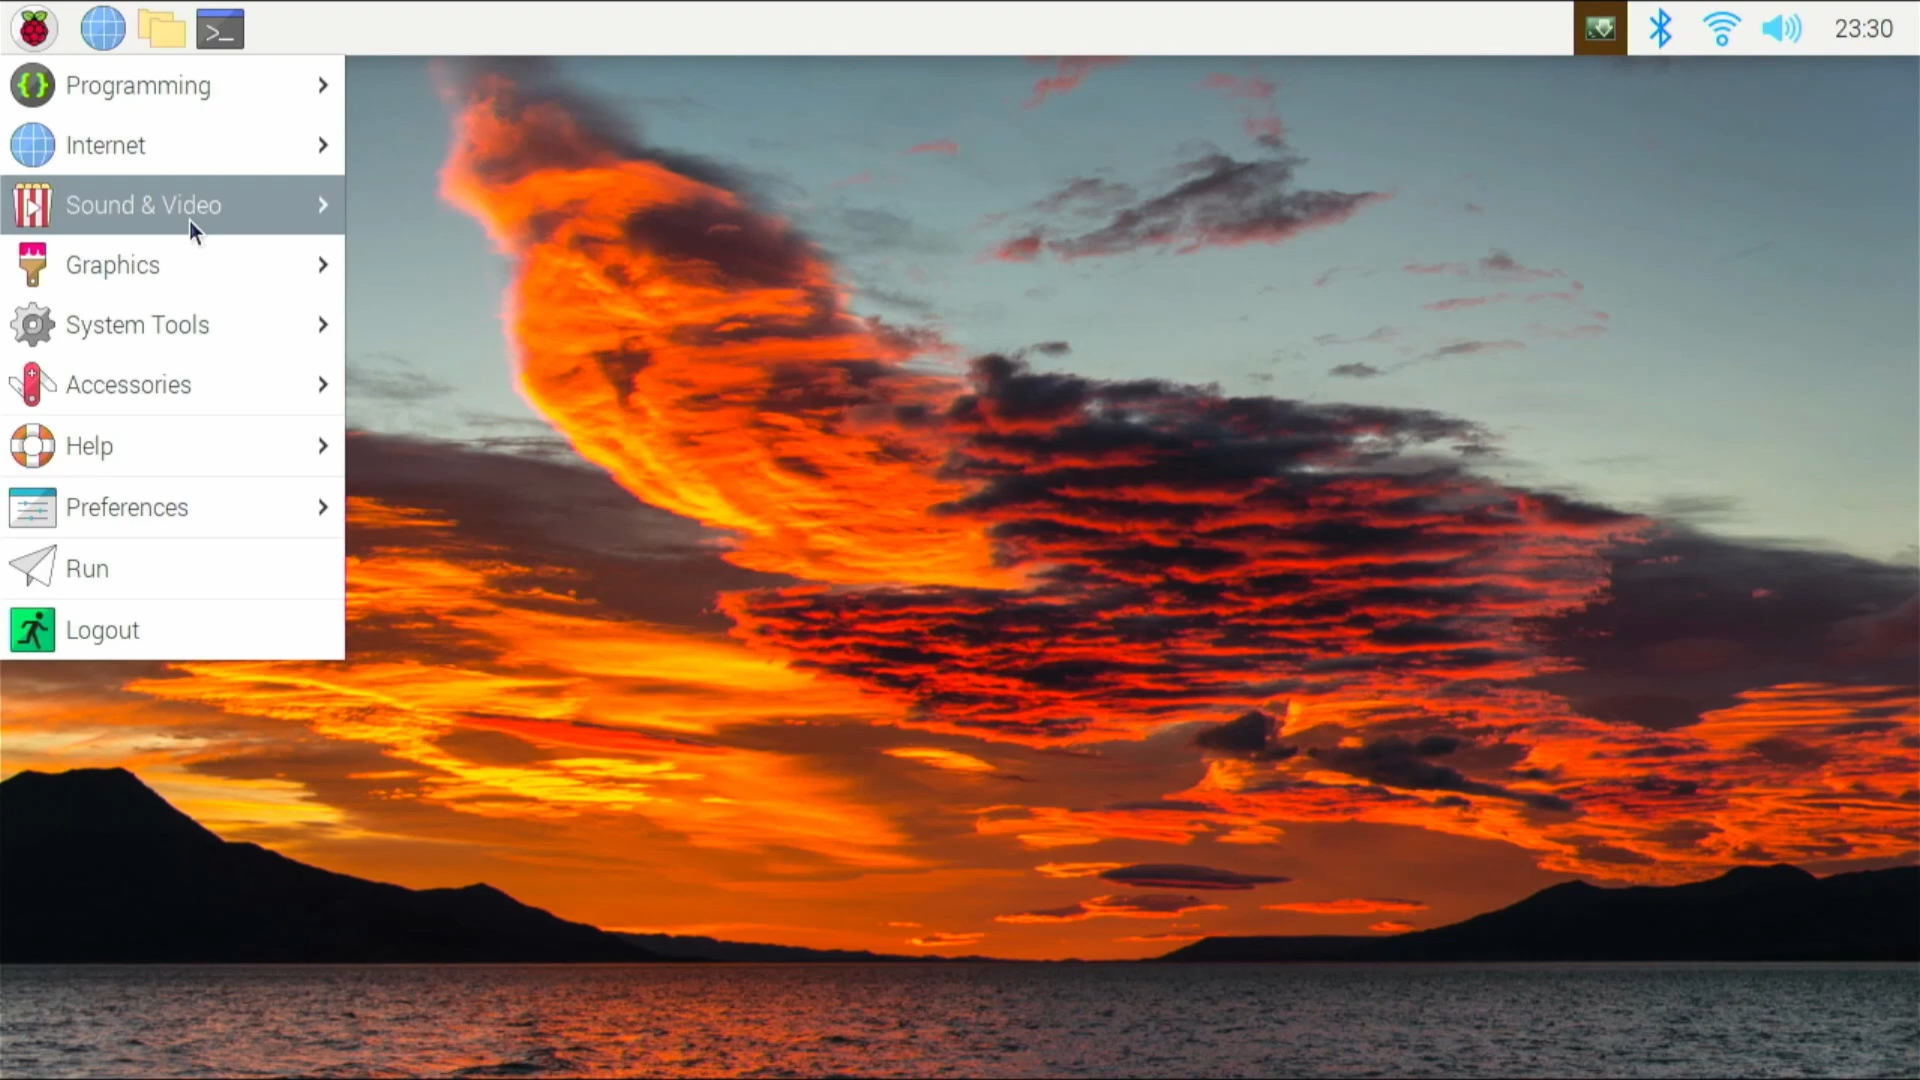 >_
23:30
Programming
Internet
Sound & Video
Graphics
System Tools
Accessories
Help
Preferences
Run
Logout